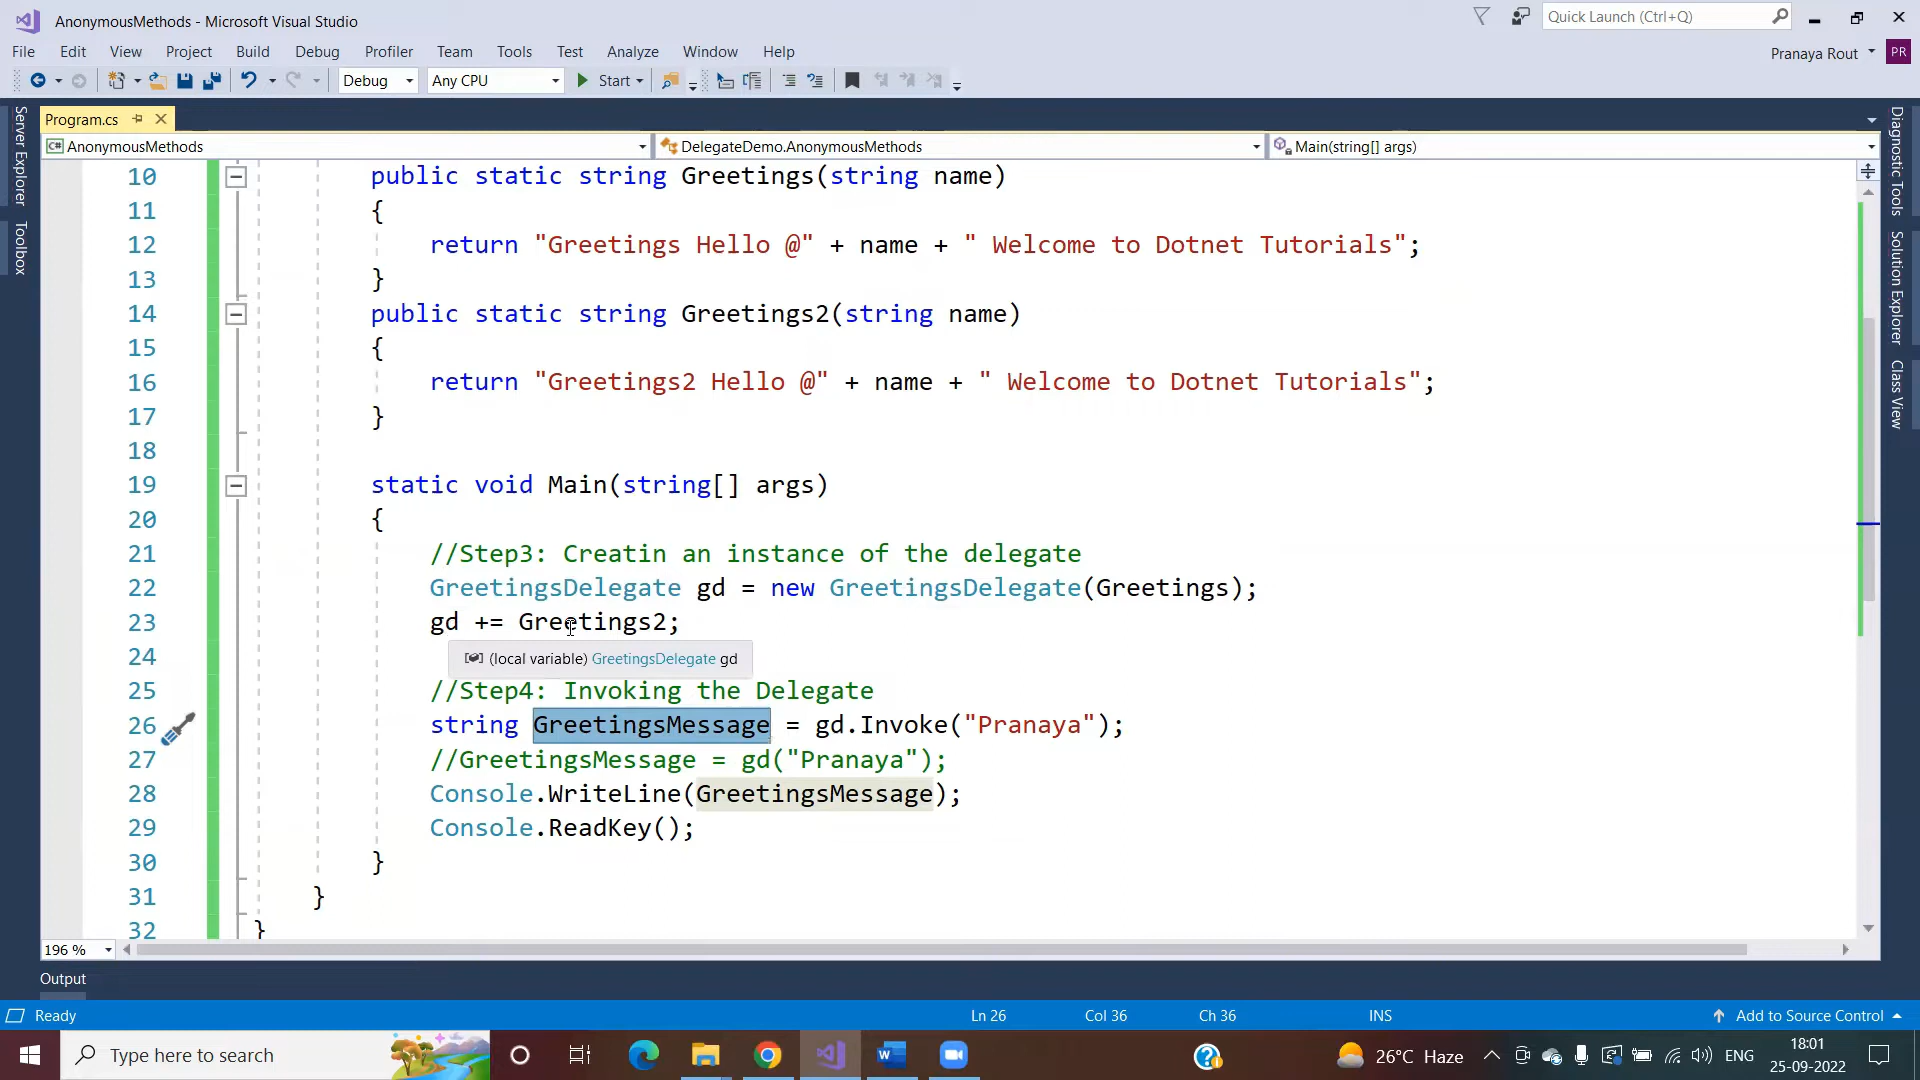 AnonymousMethods - Microsoft Visual Studio
Quick Launch (Ctrl+Q)
File Edit View Project Build Debug Profiler Team Tools Test Analyze Window Help
Pranaya Rout PR
Debug Any CPU Start
Server Explorer
Toolbox
Program.cs
C# AnonymousMethods DelegateDemo.AnonymousMethods Main(string[] args)
Diagnostic Tools
Solution Explorer
Class View
10 public static string Greetings(string name)
11 {
12 return "Greetings Hello @" + name + " Welcome to Dotnet Tutorials";
13 }
14 public static string Greetings2(string name)
15 {
16 return "Greetings2 Hello @" + name + " Welcome to Dotnet Tutorials";
17 }
18
19 static void Main(string[] args)
20 {
21 //Step3: Creatin an instance of the delegate
22 GreetingsDelegate gd = new GreetingsDelegate(Greetings);
23 gd += Greetings2;
24 (local variable) GreetingsDelegate gd
25 //Step4: Invoking the Delegate
26 string GreetingsMessage = gd.Invoke("Pranaya");
27 //GreetingsMessage = gd("Pranaya");
28 Console.WriteLine(GreetingsMessage);
29 Console.ReadKey();
30 }
31 }
32 }
196 %
Output
Ready Ln 26 Col 36 Ch 36 INS Add to Source Control
Type here to search 26°C Haze ENG 18:01
25-09-2022